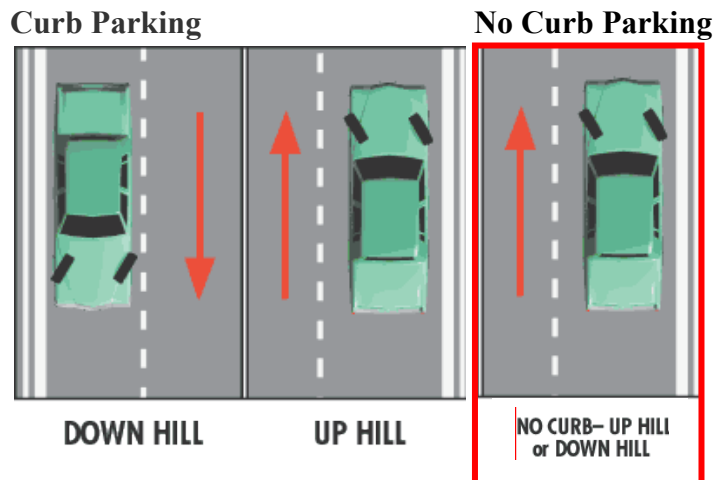 Curb Parking
No Curb Parking
DOWN HILL
UP HILL
NO CURB– UP HILL
or DOWN HILL